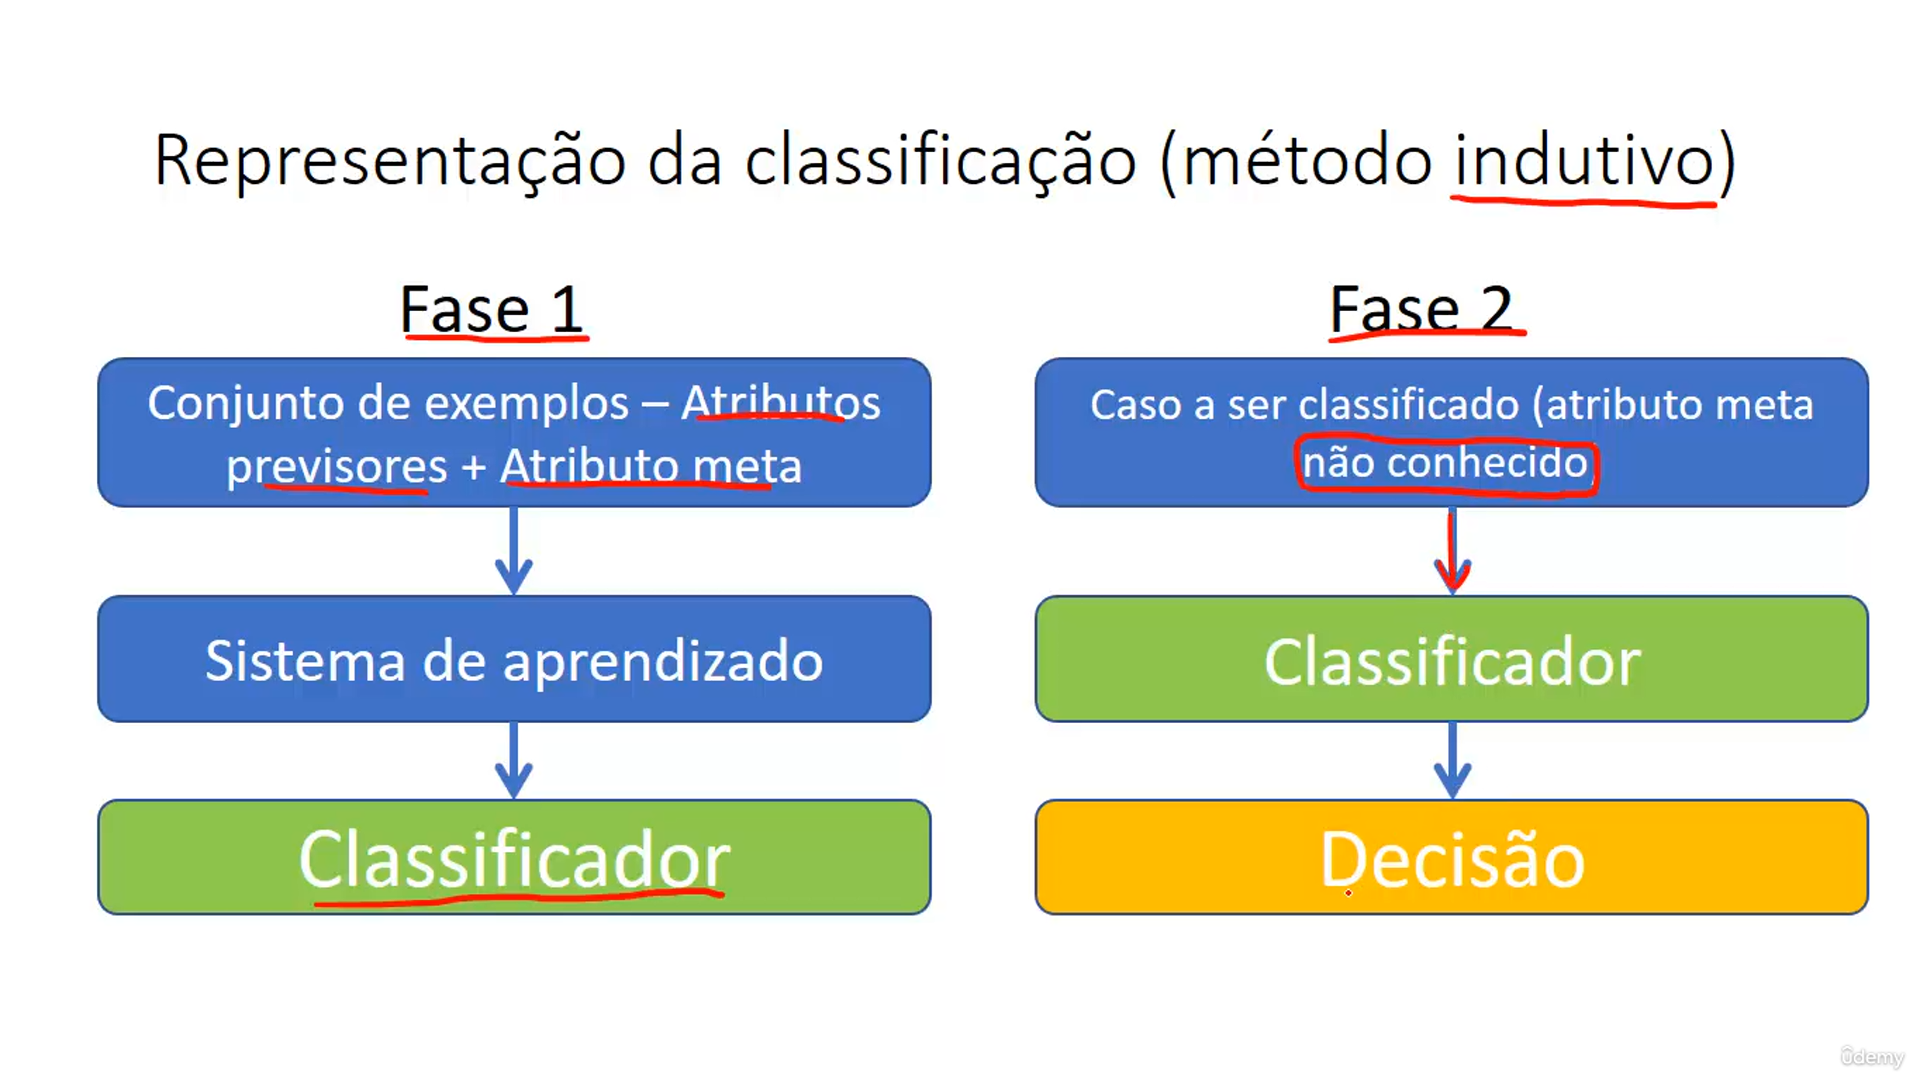 Representação da classificação (método indutivo)
Fase 1
Conjunto de exemplos – Atributos
previsores + Atributo meta
Sistema de aprendizado
Classificador
Fase 2
Caso a ser classificado (atributo meta
não conhecido)
Classificador
Decisão
ûdemy